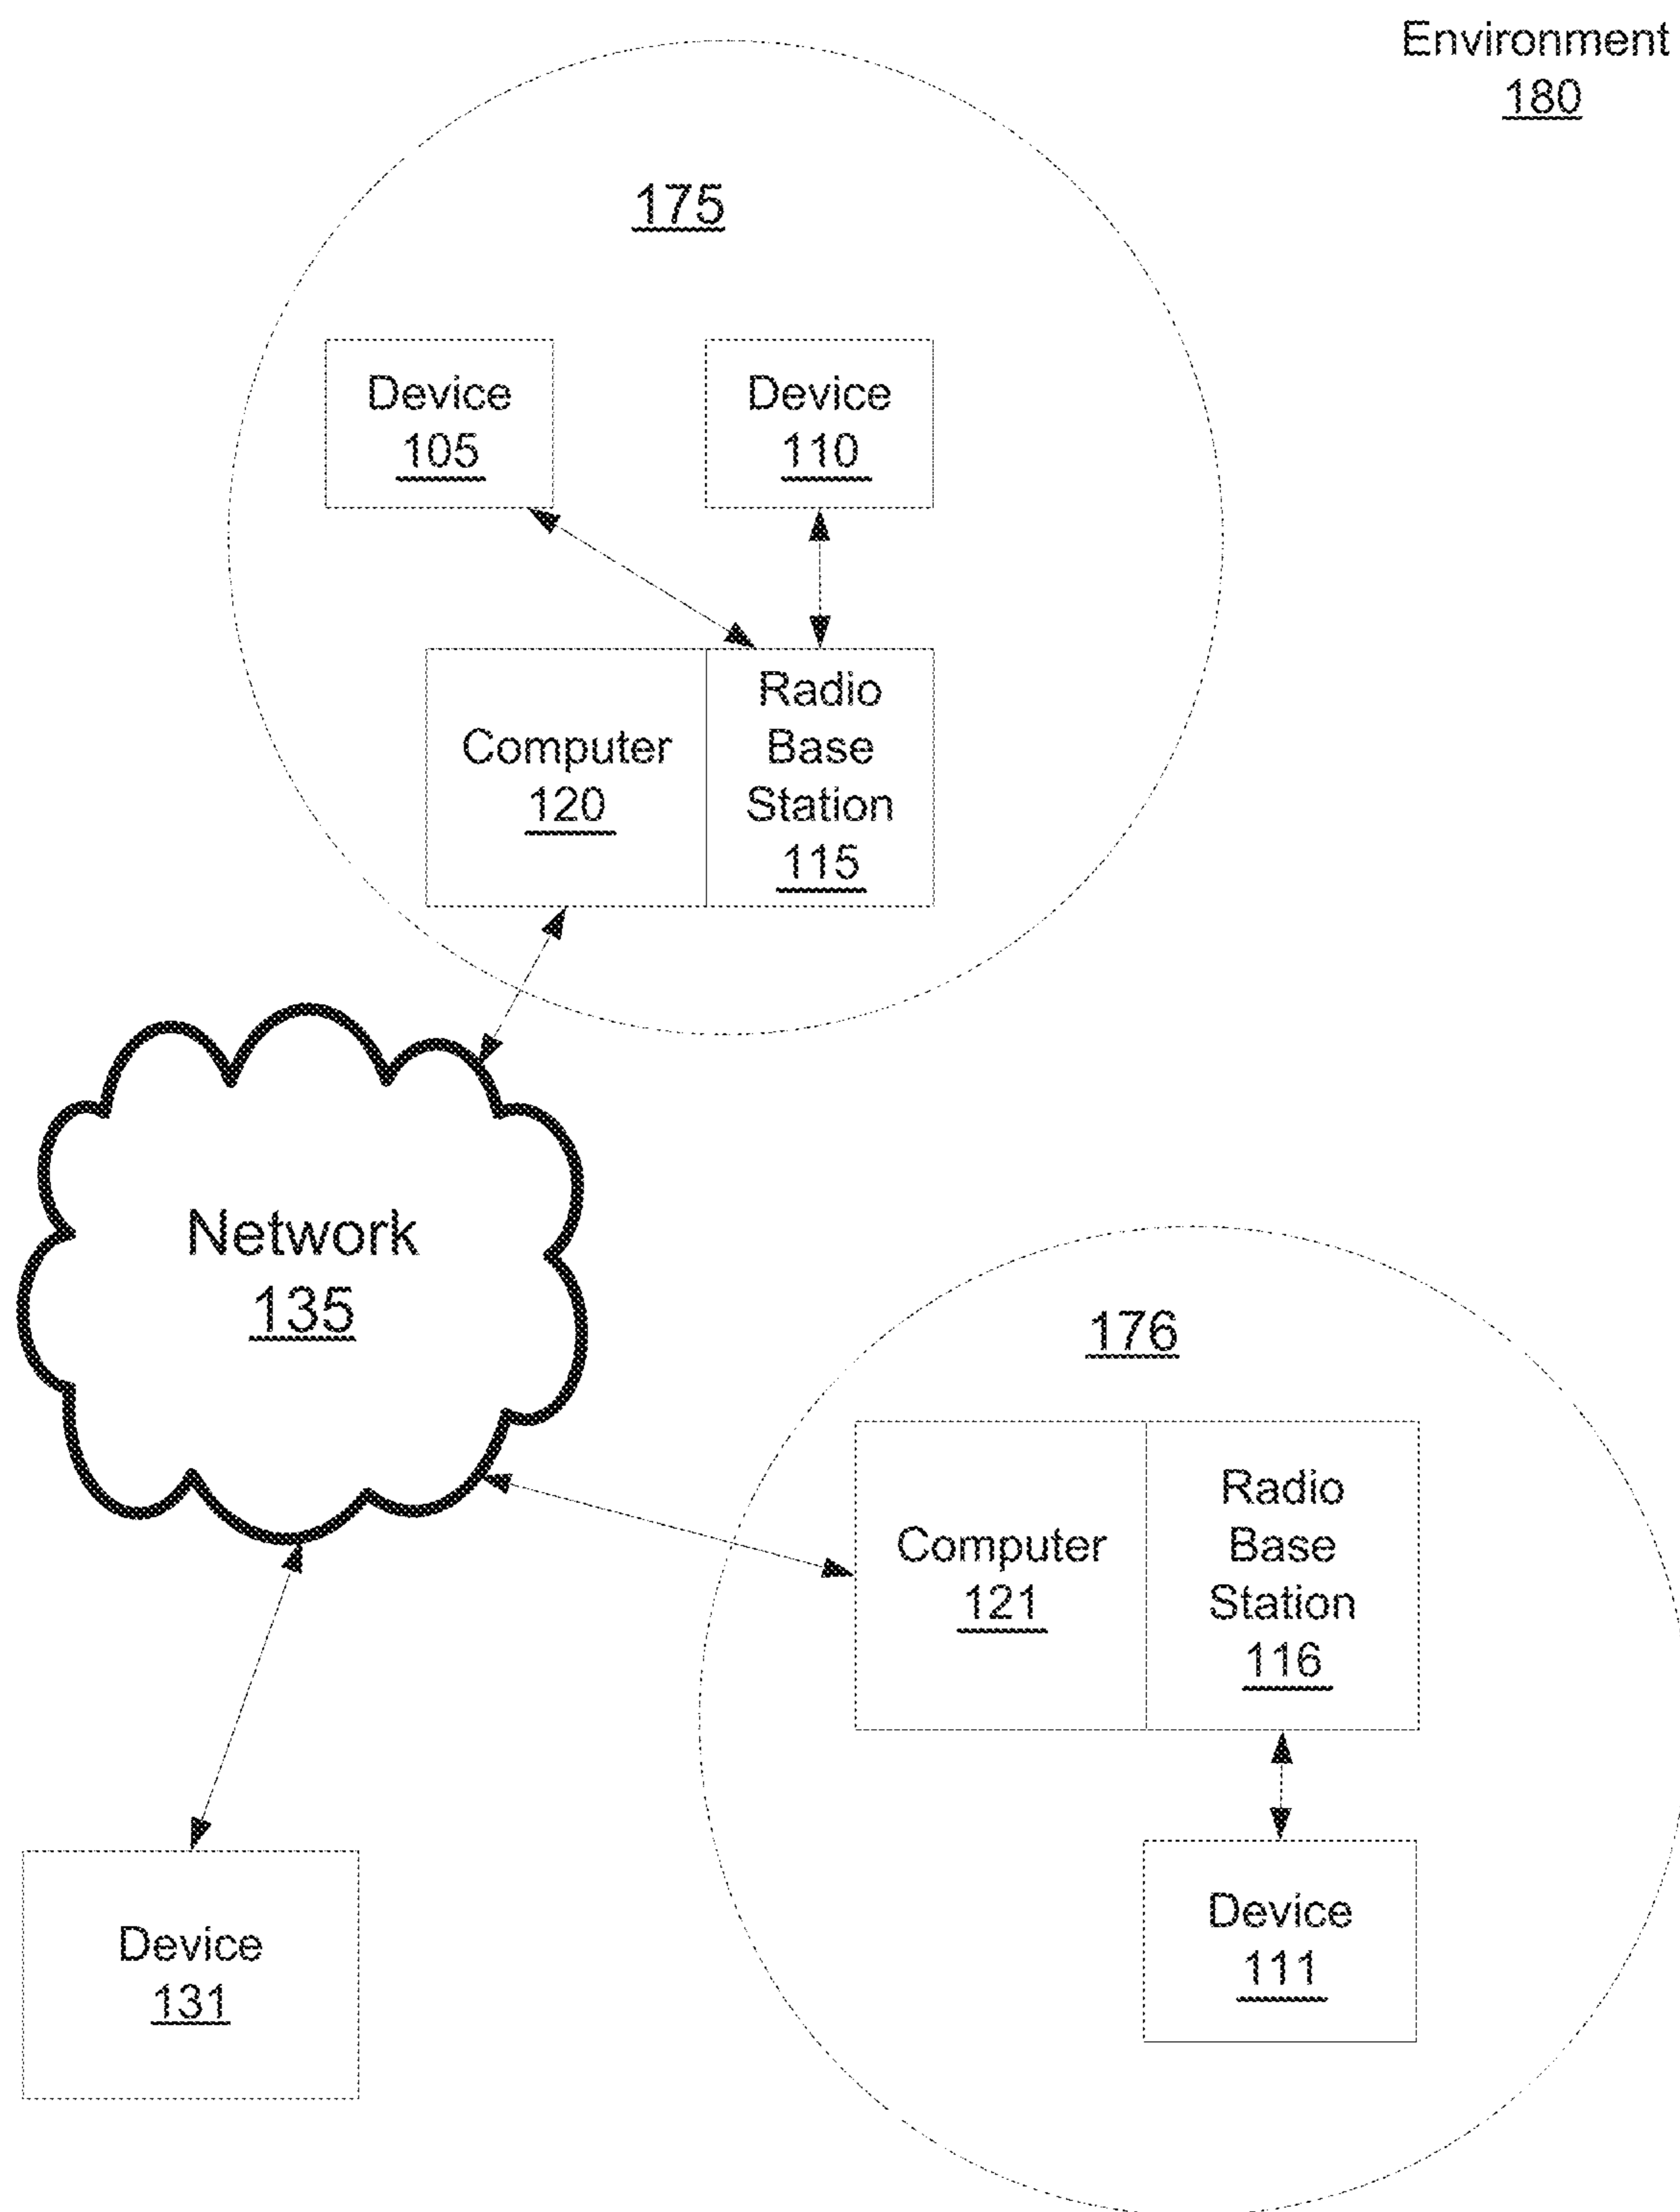 Environment
180
175
Device
105
Device
110
Computer
120
Radio
Base
Station
115
Network
135
176
Computer
121
Radio
Base
Station
116
Device
111
Device
131